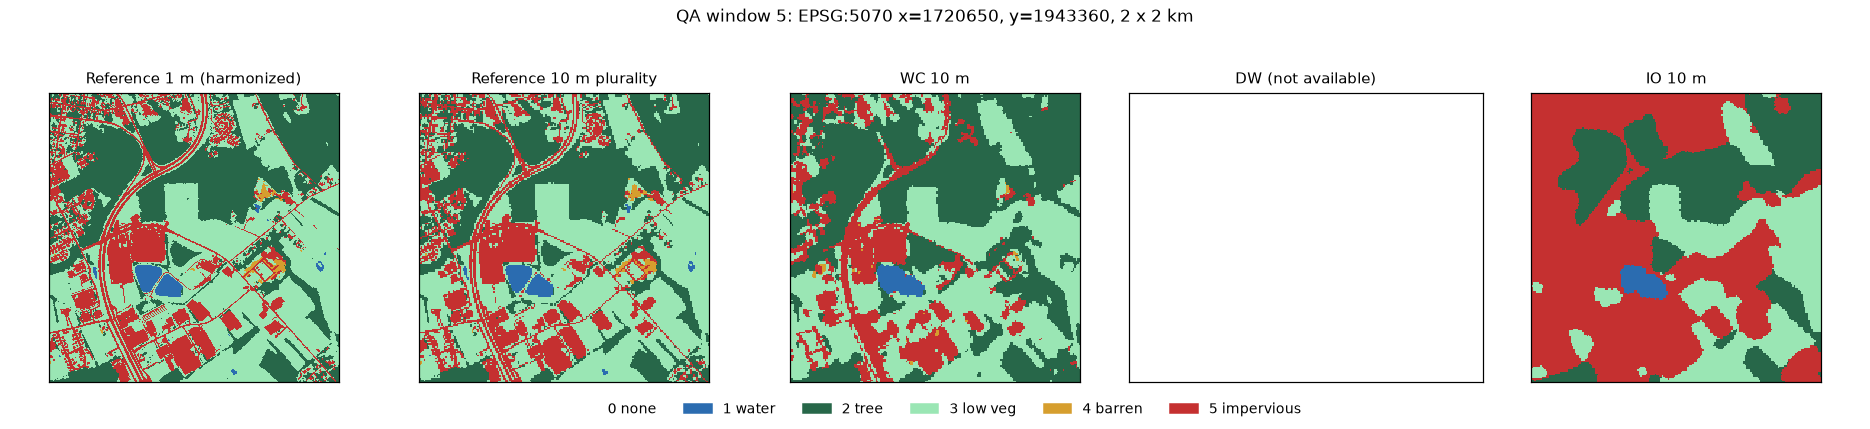 QA window 5: EPSG:5070 x=1720650, y=1943360, 2 x 2 km
Reference 1 m (harmonized)
Reference 10 m plurality
WC 10 m
DW (not available)
IO 10 m
0 none
1 water
2 tree
3 low veg
4 barren
5 impervious